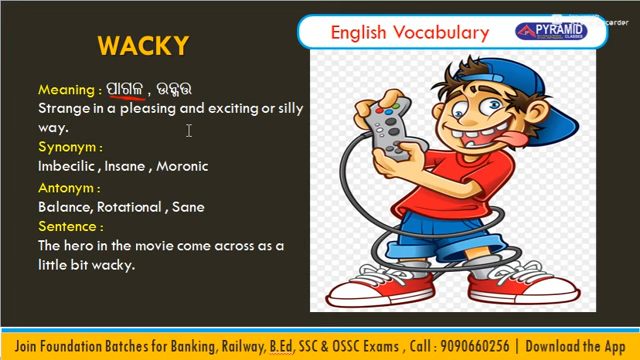 English Vocabulary
PYRAMID
CLASSES
WACKY
Meaning : ପାଗଳ , ଉନ୍ମତ୍ତ
Strange in a pleasing and exciting or silly
way.
Synonym :
Imbecilic , Insane , Moronic
Antonym :
Balance, Rotational , Sane
Sentence :
The hero in the movie come across as a
little bit wacky.
Join Foundation Batches for Banking, Railway, B.Ed, SSC & OSSC Exams , Call : 9090660256 | Download the App